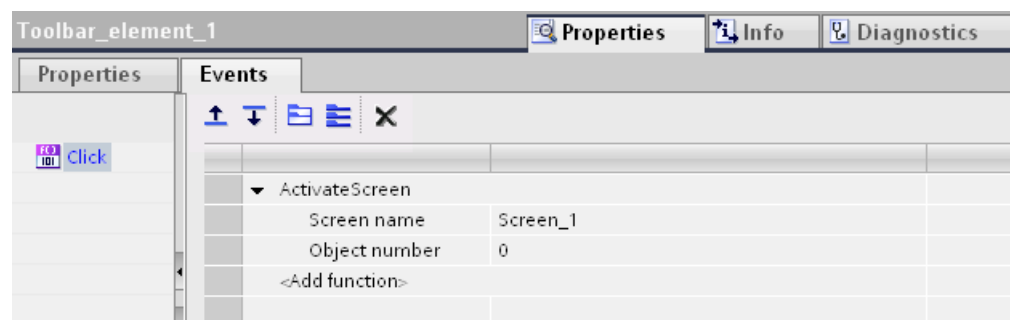 Toolbar_element_1 Properties Info Diagnostics
Properties Events
Click
ActivateScreen
Screen name Screen_1
Object number 0
<Add function>